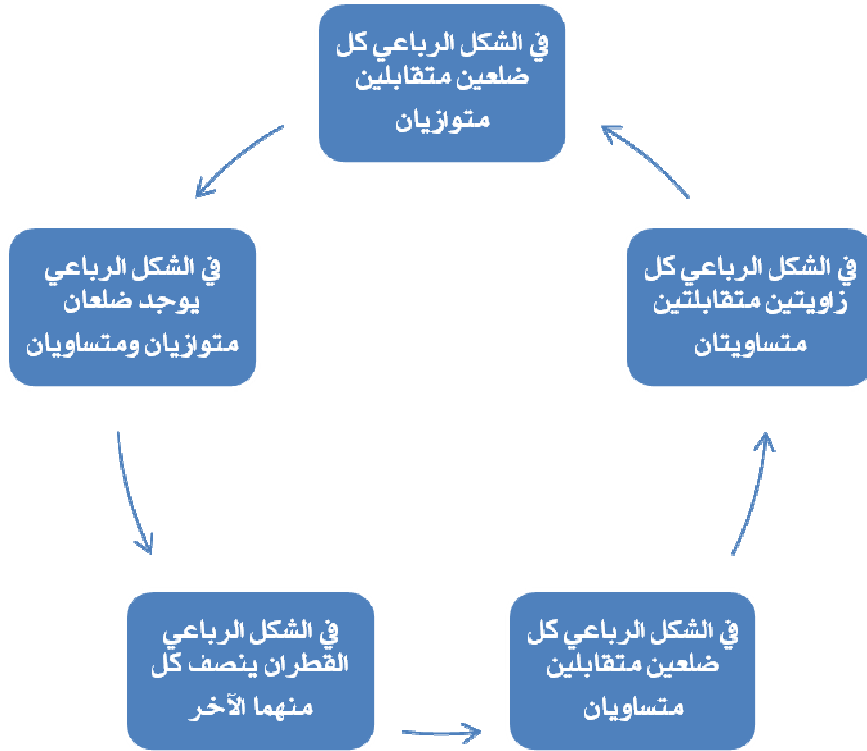 في الشكل الرباعي كل
ضلعين متقابلين
متوازيان
في الشكل الرباعي
يوجد ضلعان
متوازيان ومتساويان
في الشكل الرباعي
القطران ينصف كل
منهما الآخر
في الشكل الرباعي كل
ضلعين متقابلين
متساويان
في الشكل الرباعي كل
زاويتين متقابلتين
متساويتان